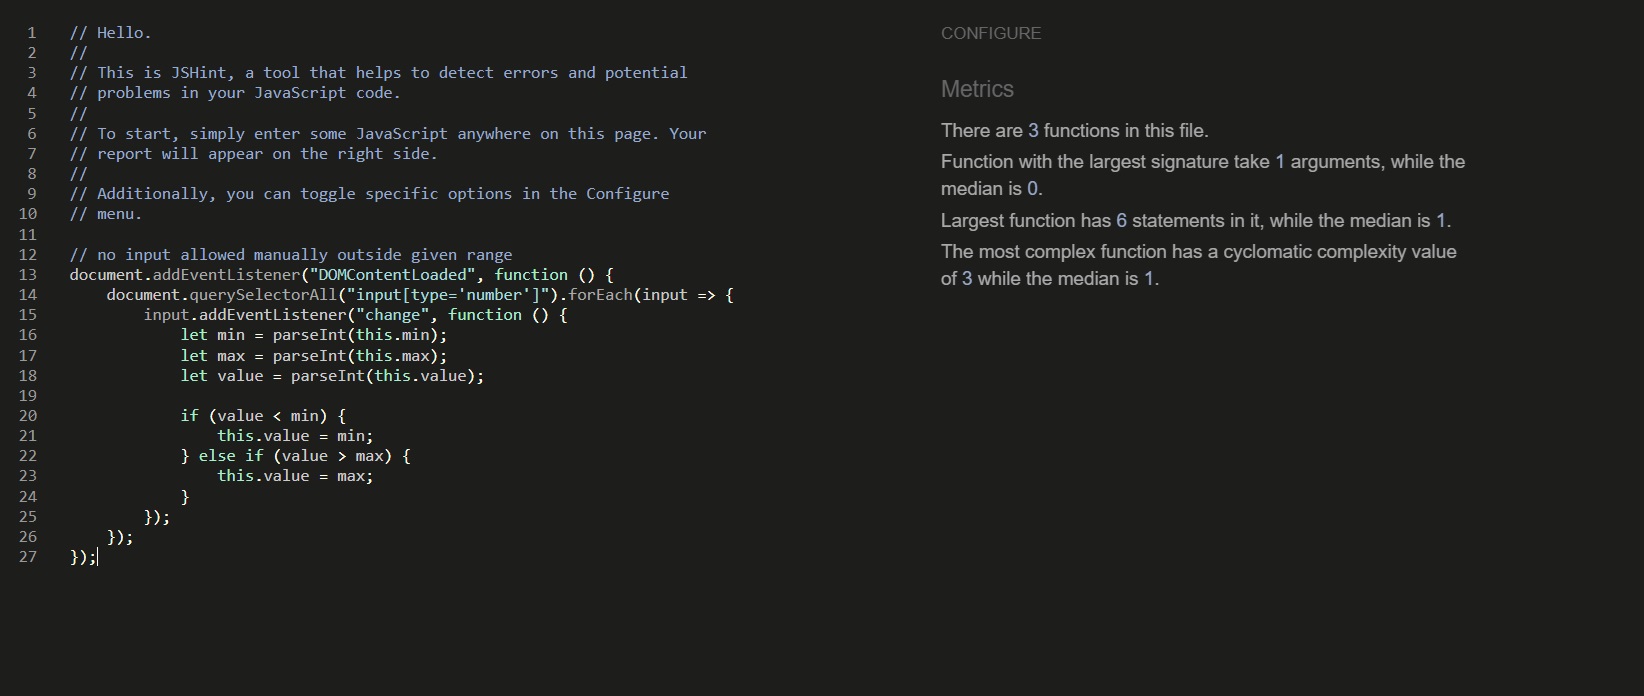 1 // Hello.
2 //
3 // This is JSHint, a tool that helps to detect errors and potential
4 // problems in your JavaScript code.
5 //
6 // To start, simply enter some JavaScript anywhere on this page. Your
7 // report will appear on the right side.
8 //
9 // Additionally, you can toggle specific options in the Configure
10 // menu.
11
12 // no input allowed manually outside given range
13 document.addEventListener("DOMContentLoaded", function () {
14     document.querySelectorAll("input[type='number']").forEach(input => {
15         input.addEventListener("change", function () {
16             let min = parseInt(this.min);
17             let max = parseInt(this.max);
18             let value = parseInt(this.value);
19
20             if (value < min) {
21                 this.value = min;
22             } else if (value > max) {
23                 this.value = max;
24             }
25         });
26     });
27 });
CONFIGURE
Metrics
There are 3 functions in this file.
Function with the largest signature take 1 arguments, while the
median is 0.
Largest function has 6 statements in it, while the median is 1.
The most complex function has a cyclomatic complexity value
of 3 while the median is 1.